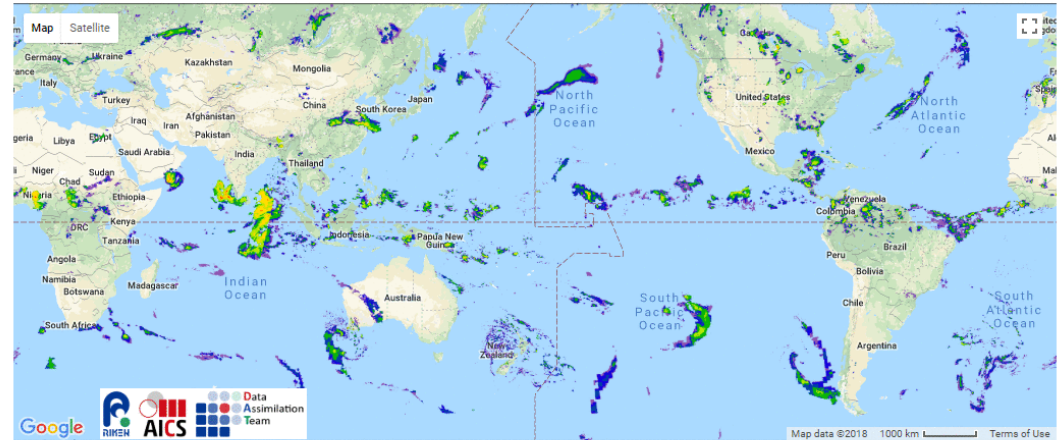 Map Satellite
Germany
Ukraine
Kazakhstan
Mongolia
Italy
Turkey
China
South Korea
Japan
Iraq
Iran
Afghanistan
Pakistan
Libya
Egypt
Saudi Arabia
India
Thailand
Niger
Chad
Sudan
Nigeria
Ethiopia
DRC
Kenya
Tanzania
Indonesia
Papua New
Guinea
Angola
Namibia
Botswana
Madagascar
South Africa
Indian
Ocean
Australia
New
Zealand
North
Pacific
Ocean
South
Pacific
Ocean
Canada
United States
Mexico
North
Atlantic
Ocean
Venezuela
Colombia
Brazil
Peru
Bolivia
Chile
Argentina
South
Atlantic
Ocean
Spain
Google
RIKEN
AICS
Data
Assimilation
Team
Map data ©2018 1000 km Terms of Use